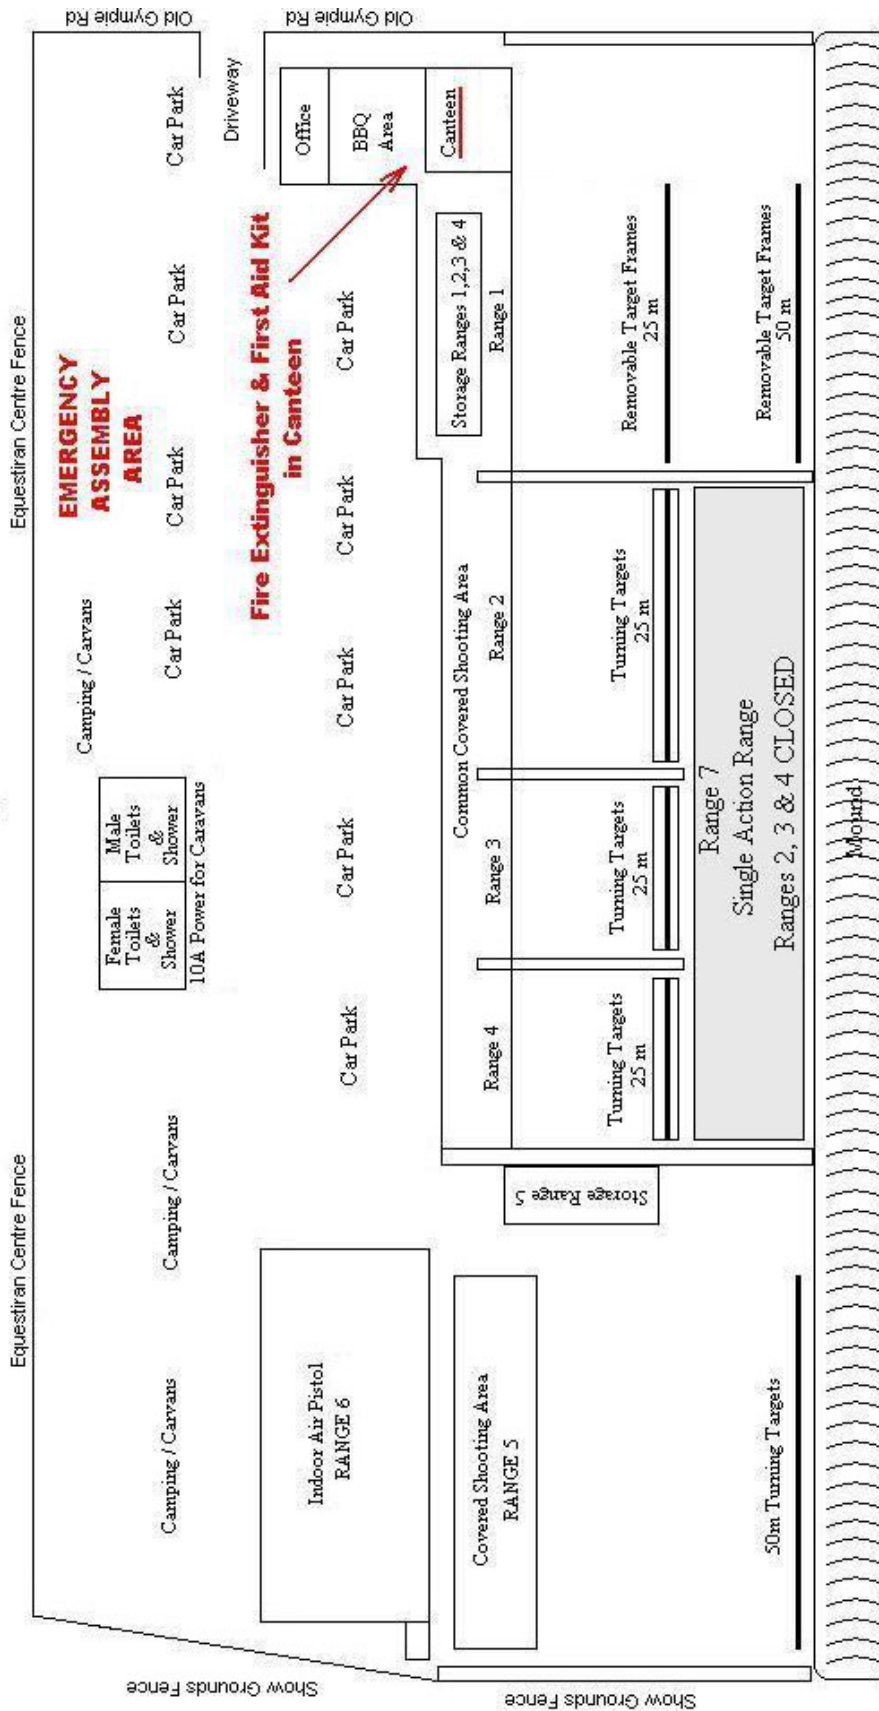 Equestiran Centre Fence
Equestiran Centre Fence
Old Gympie Rd
Old Gympie Rd
Driveway
Show Grounds Fence
Show Grounds Fence
EMERGENCY
ASSEMBLY
AREA
Camping / Carvans
Camping / Carvans
Camping / Carvans
Female
Toilets
&
Shower
Male
Toilets
&
Shower
10A Power for Caravans
Car Park
Car Park
Car Park
Car Park
Fire Extinguisher & First Aid Kit
in Canteen
Car Park
Car Park
Car Park
Car Park
Car Park
Office
BBQ
Area
Canteen
Indoor Air Pistol
RANGE 6
Covered Shooting Area
RANGE 5
50m Turning Targets
Storage Range 5
Common Covered Shooting Area
Storage Ranges 1,2,3 & 4
Range 4
Range 3
Range 2
Range 1
Turning Targets
25 m
Turning Targets
25 m
Turning Targets
25 m
Removable Target Frames
25 m
Removable Target Frames
50 m
Range 7
Single Action Range
Ranges 2, 3 & 4 CLOSED
Mound